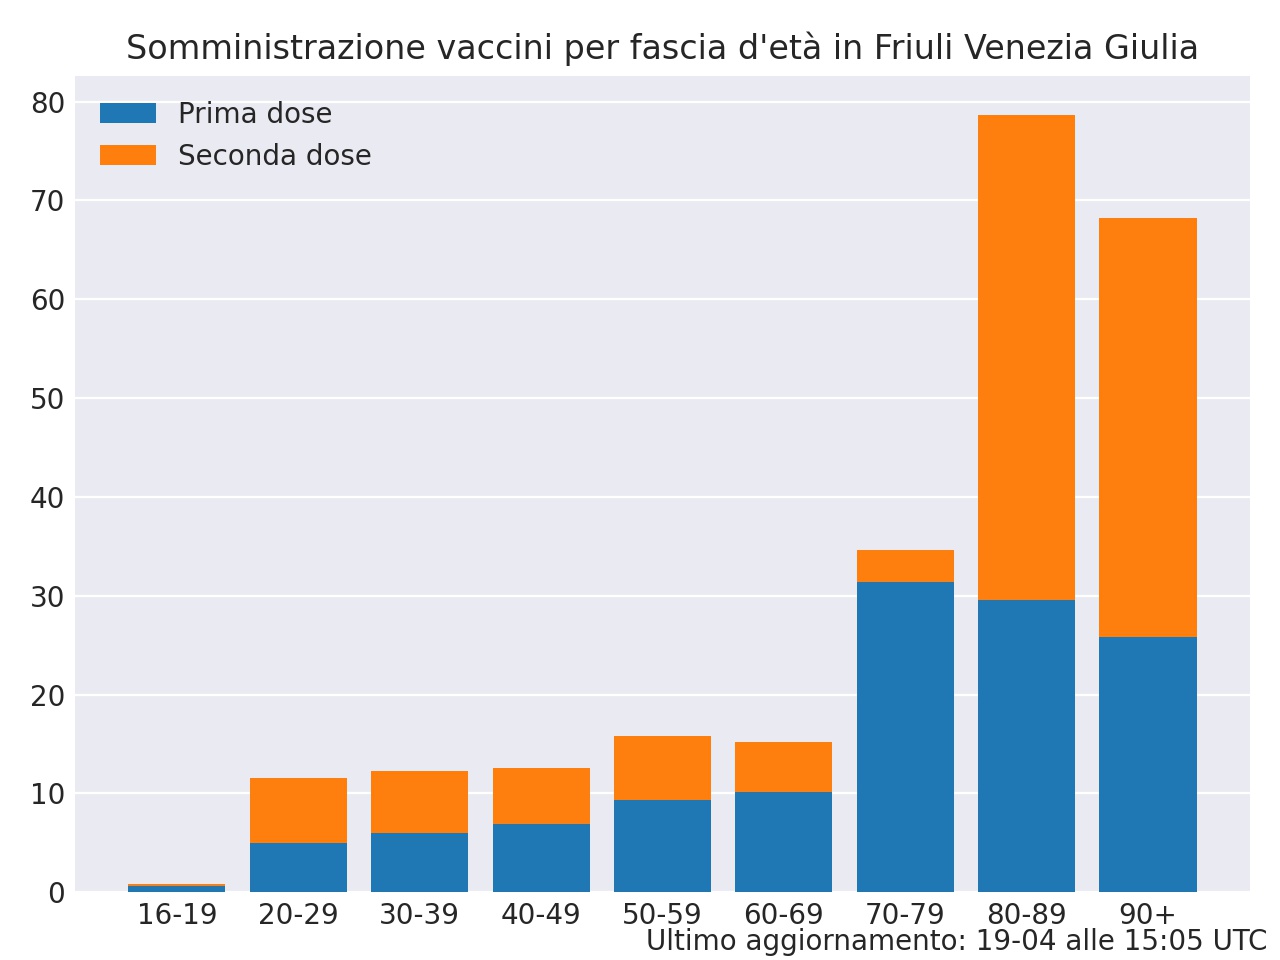 Somministrazione vaccini per fascia d'età in Friuli Venezia Giulia
Prima dose
Seconda dose
80
70
60
50
40
30
20
10
0
16-19 20-29 30-39 40-49 50-59 60-69 70-79 80-89 90+
Ultimo aggiornamento: 19-04 alle 15:05 UTC